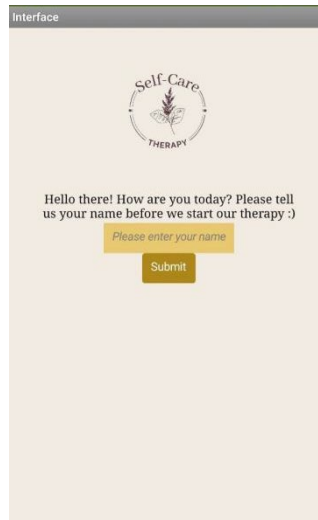 Interface
Self-Care
THERAPY
Hello there! How are you today? Please tell
us your name before we start our therapy :)
Please enter your name
Submit